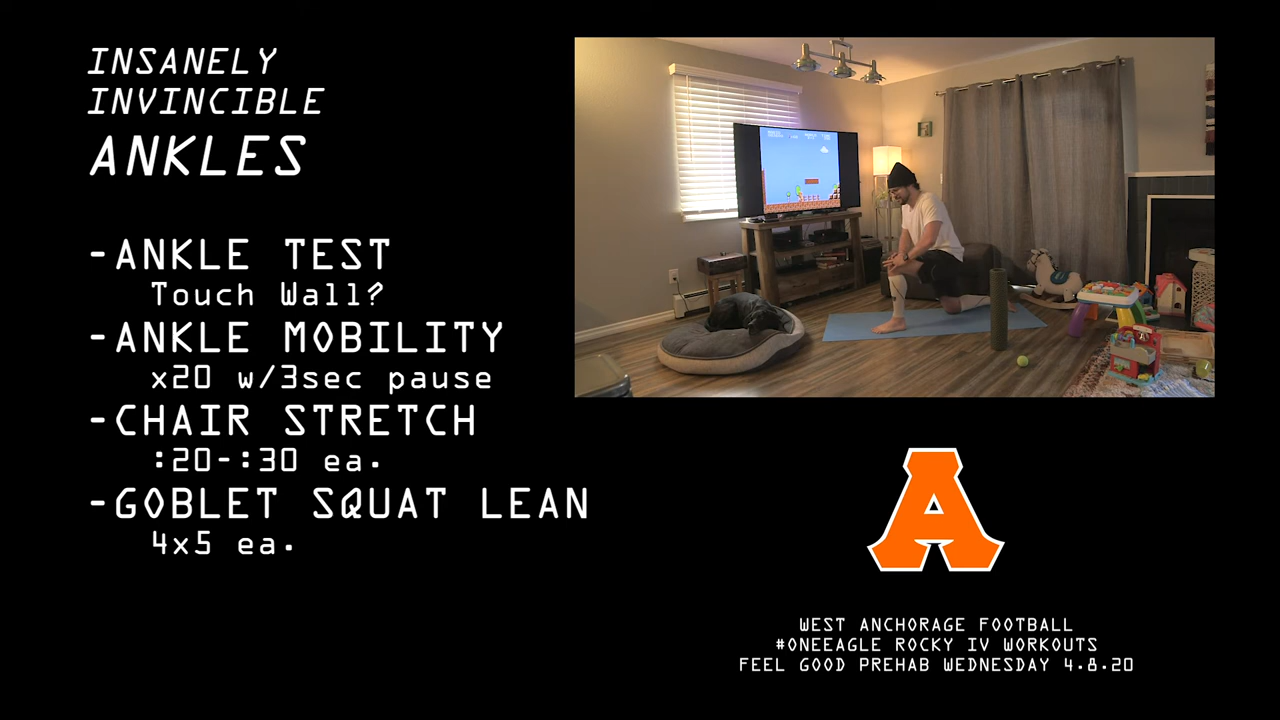 INSANELY
INVINCIBLE
ANKLES
-ANKLE TEST
Touch Wall?
-ANKLE MOBILITY
x20 w/3sec pause
-CHAIR STRETCH
:20-:30 ea.
-GOBLET SQUAT LEAN
4x5 ea.
A
WEST ANCHORAGE FOOTBALL
#ONEEAGLE ROCKY IV WORKOUTS
FEEL GOOD PREHAB WEDNESDAY 4.8.20